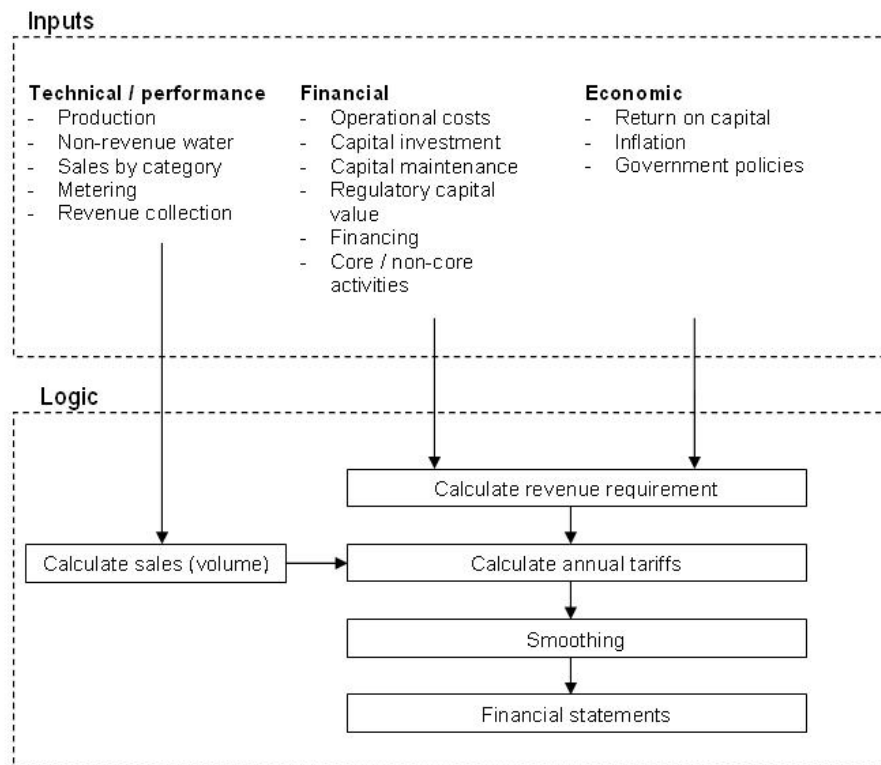 Inputs
Technical / performance
- Production
- Non-revenue water
- Sales by category
- Metering
- Revenue collection
Financial
- Operational costs
- Capital investment
- Capital maintenance
- Regulatory capital
value
- Financing
- Core / non-core
activities
Economic
- Return on capital
- Inflation
- Government policies
Logic
Calculate revenue requirement
Calculate sales (volume)
Calculate annual tariffs
Smoothing
Financial statements